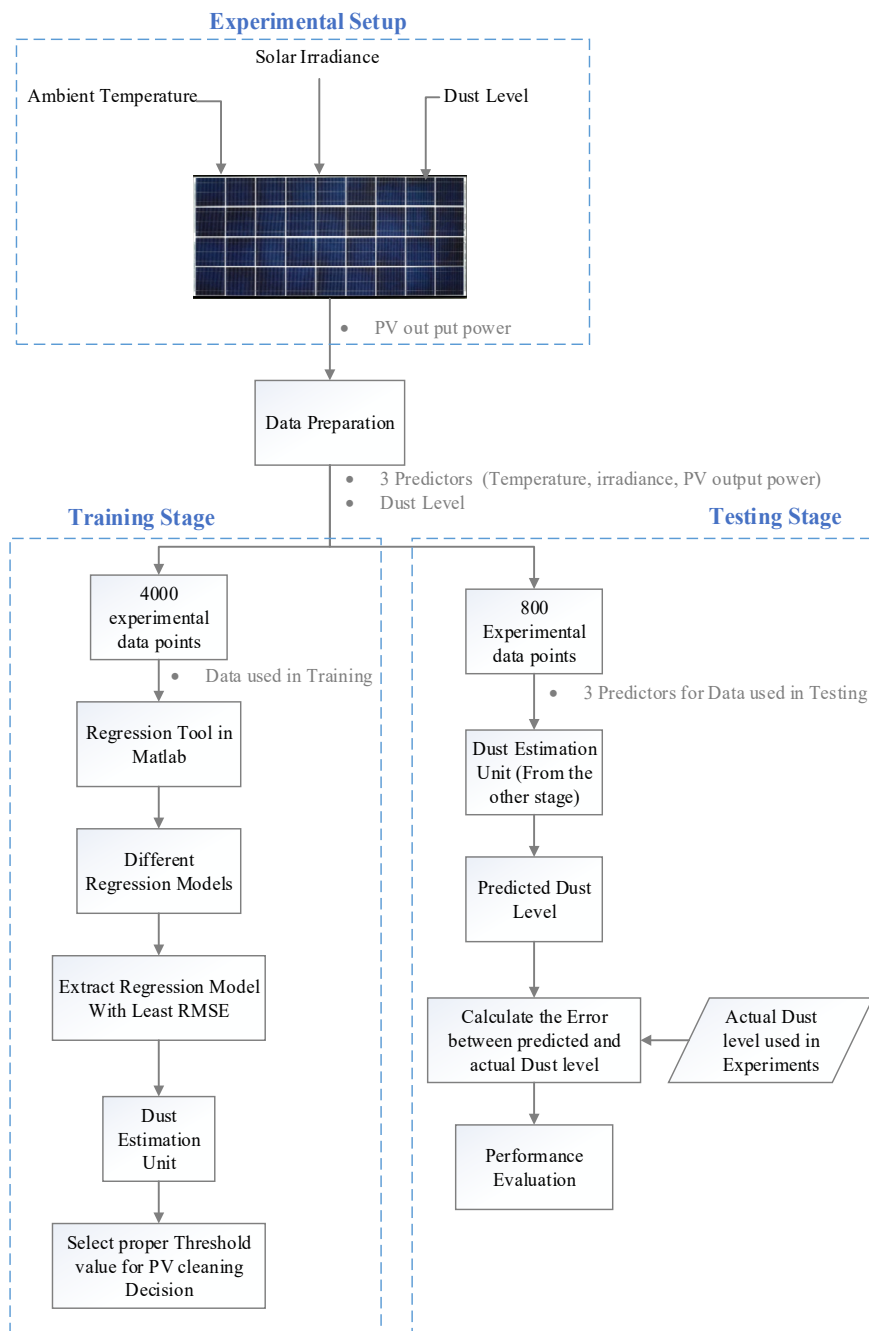 Experimental Setup
Solar Irradiance
Ambient Temperature
Dust Level
• PV out put power
Data Preparation
• 3 Predictors (Temperature, irradiance, PV output power)
• Dust Level
Training Stage
4000
experimental
data points
• Data used in Training
Regression Tool in
Matlab
Different
Regression Models
Extract Regression Model
With Least RMSE
Dust
Estimation
Unit
Select proper Threshold
value for PV cleaning
Decision
Testing Stage
800
Experimental
data points
• 3 Predictors for Data used in Testing
Dust Estimation
Unit (From the
other stage)
Predicted Dust
Level
Calculate the Error
between predicted and
actual Dust level
Actual Dust
level used in
Experiments
Performance
Evaluation